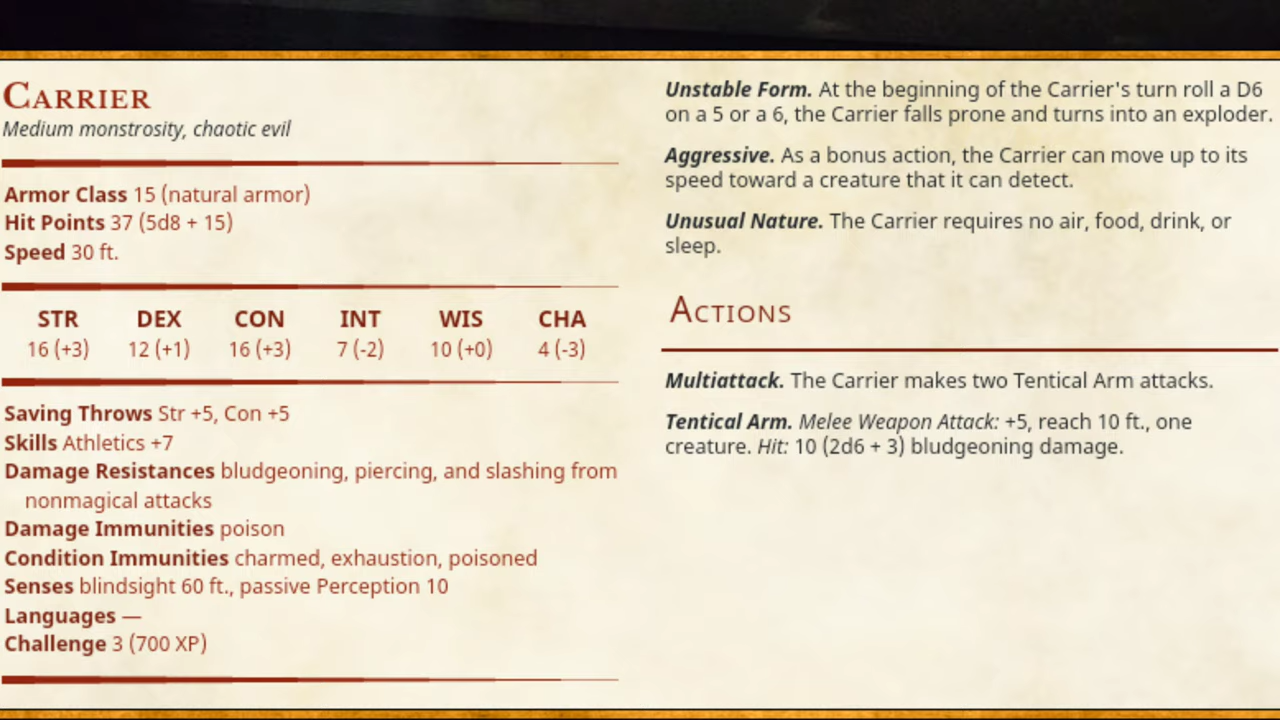 Carrier
Medium monstrosity, chaotic evil
Armor Class 15 (natural armor)
Hit Points 37 (5d8 + 15)
Speed 30 ft.
STR DEX CON INT WIS CHA
16 (+3) 12 (+1) 16 (+3) 7 (-2) 10 (+0) 4 (-3)
Saving Throws Str +5, Con +5
Skills Athletics +7
Damage Resistances bludgeoning, piercing, and slashing from
nonmagical attacks
Damage Immunities poison
Condition Immunities charmed, exhaustion, poisoned
Senses blindsight 60 ft., passive Perception 10
Languages —
Challenge 3 (700 XP)
Unstable Form. At the beginning of the Carrier's turn roll a D6
on a 5 or a 6, the Carrier falls prone and turns into an exploder.
Aggressive. As a bonus action, the Carrier can move up to its
speed toward a creature that it can detect.
Unusual Nature. The Carrier requires no air, food, drink, or
sleep.
Actions
Multiattack. The Carrier makes two Tentical Arm attacks.
Tentical Arm. Melee Weapon Attack: +5, reach 10 ft., one
creature. Hit: 10 (2d6 + 3) bludgeoning damage.